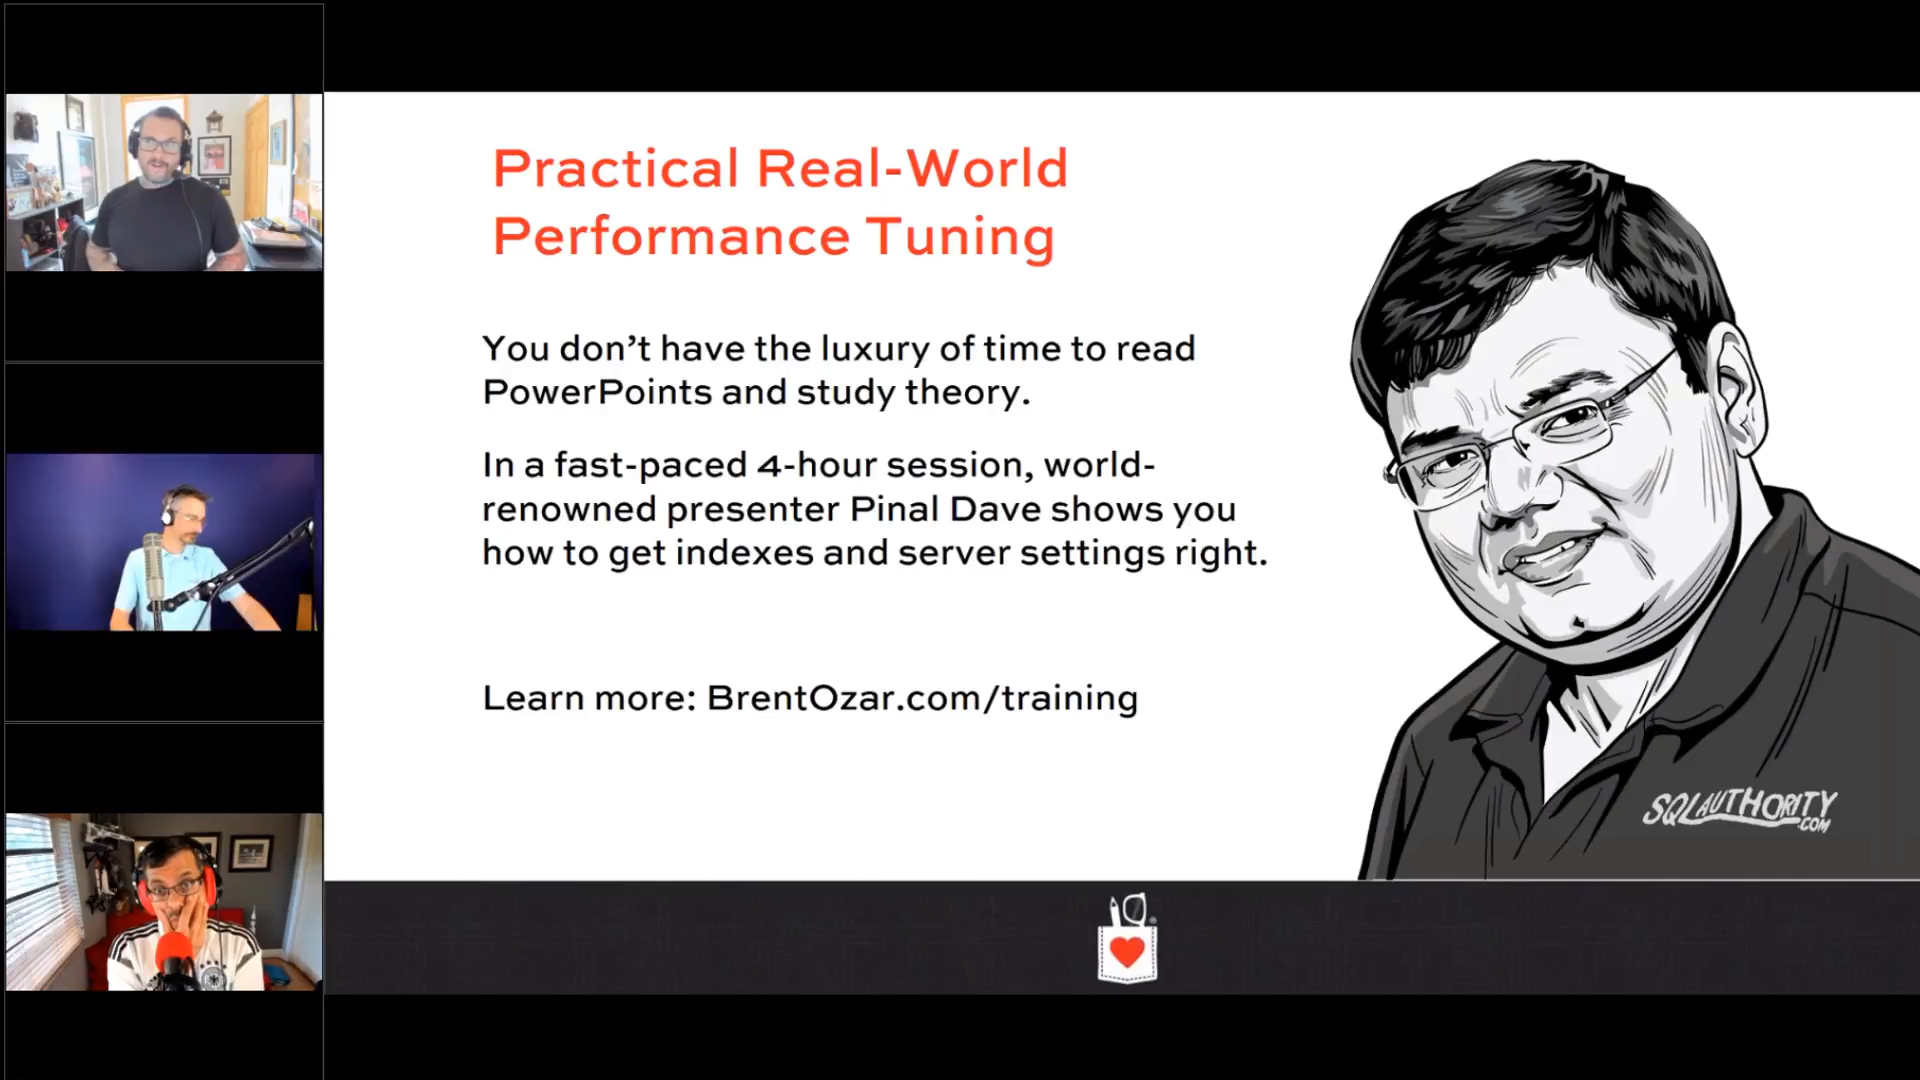 Practical Real-World
Performance Tuning
You don’t have the luxury of time to read
PowerPoints and study theory.
In a fast-paced 4-hour session, world-
renowned presenter Pinal Dave shows you
how to get indexes and server settings right.
Learn more: BrentOzar.com/training
SQLAUTHORITY
.COM